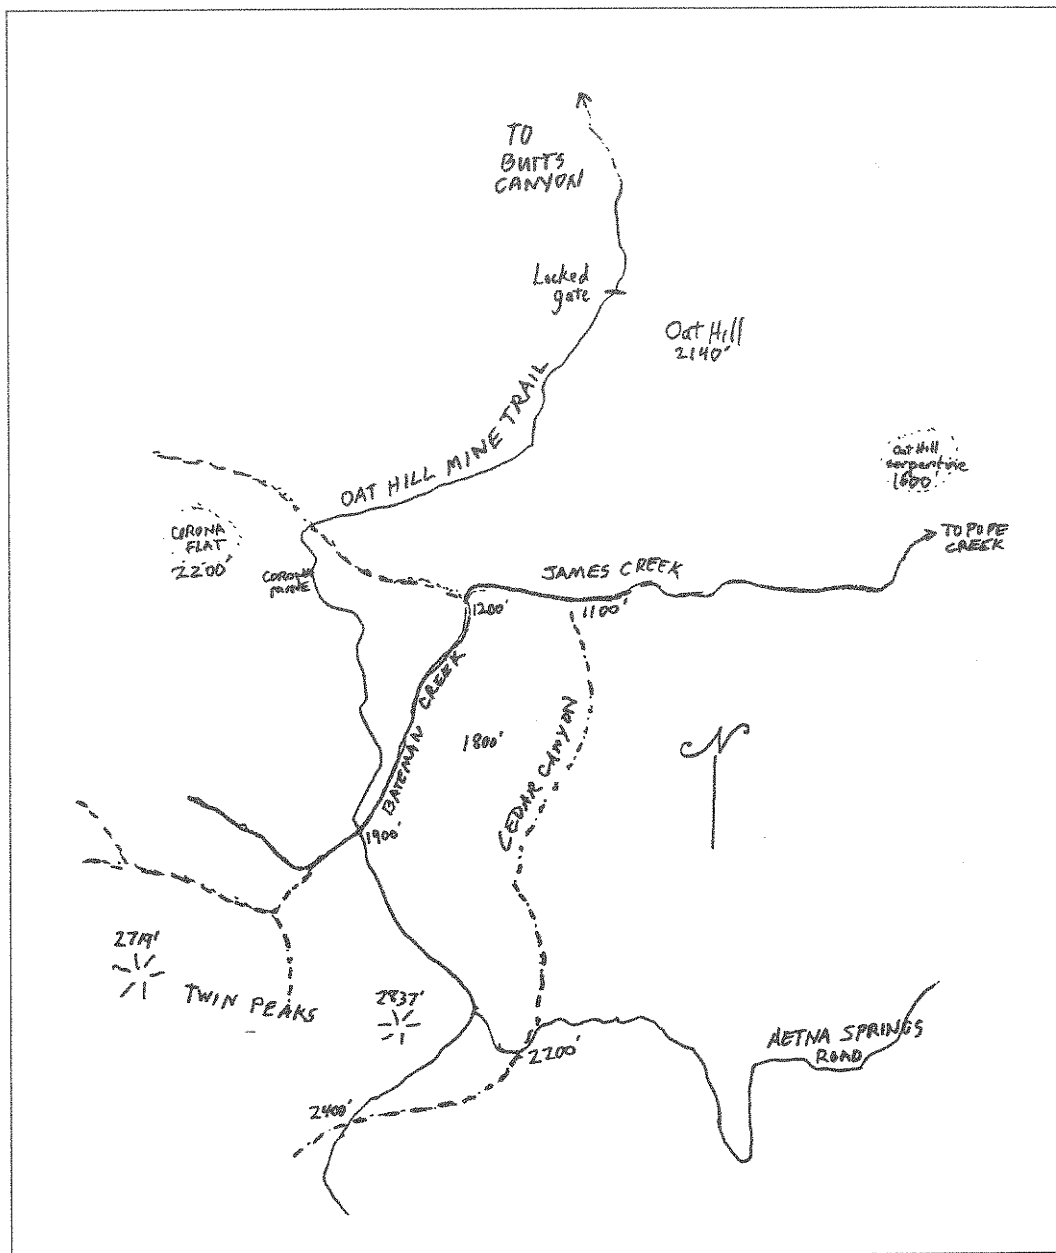 TO
BUTTS
CANYON
Locked
gate
Oat Hill
2140'
OAT HILL MINE TRAIL
Oat Hill
serpentine
1600'
CORONA
FLAT
2200'
CORONA
MINE
TO POPE
CREEK
JAMES CREEK
1200'
1100'
BATEMAN CREEK
1800'
CEDAR CANYON
N
1900'
2719'
TWIN PEAKS
2837'
2200'
AETNA SPRINGS
ROAD
2400'